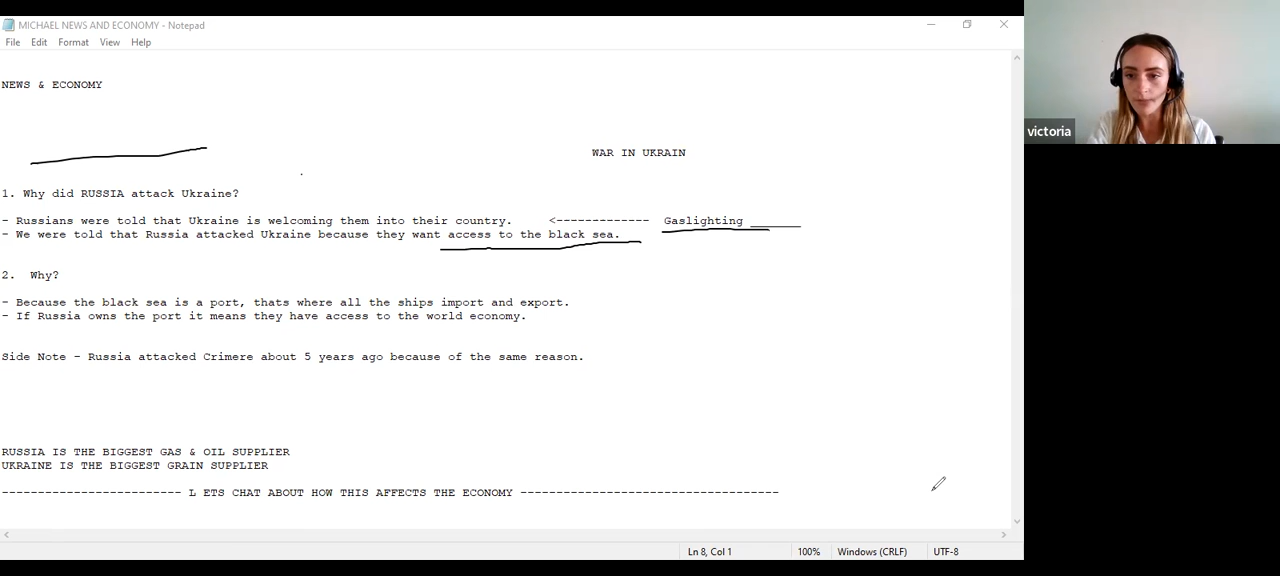 MICHAEL NEWS AND ECONOMY - Notepad
File Edit Format View Help
NEWS & ECONOMY
victoria
WAR IN UKRAIN
1. Why did RUSSIA attack Ukraine?
- Russians were told that Ukraine is welcoming them into their country. <------------- Gaslighting _______
- We were told that Russia attacked Ukraine because they want access to the black sea.
2. Why?
- Because the black sea is a port, thats where all the ships import and export.
- If Russia owns the port it means they have access to the world economy.
Side Note - Russia attacked Crimere about 5 years ago because of the same reason.
RUSSIA IS THE BIGGEST GAS & OIL SUPPLIER
UKRAINE IS THE BIGGEST GRAIN SUPPLIER
------------------------- L ETS CHAT ABOUT HOW THIS AFFECTS THE ECONOMY ------------------------------------
Ln 8, Col 1 100% Windows (CRLF) UTF-8